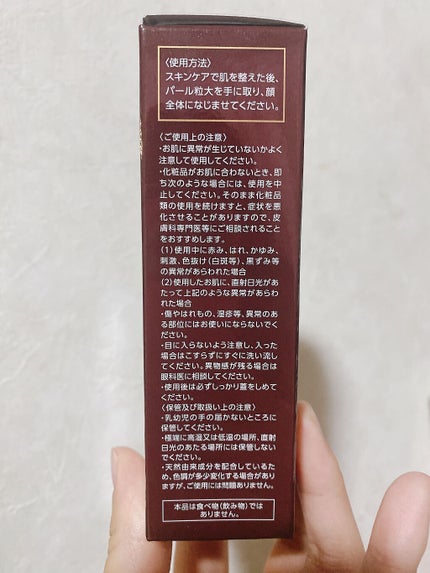 〈使用方法〉
スキンケアで肌を整えた後、
パール粒大を手に取り、顔
全体になじませてください。
〈ご使用上の注意〉
・お肌に異常が生じていないかよく
注意して使用してください。
・化粧品がお肌に合わないとき、即
ち次のような場合には、使用を中
止してください。そのまま化粧品
類の使用を続けますと、症状を悪
化させることがありますので、皮
膚科専門医等にご相談されること
をおすすめします。
(1)使用中に赤み、はれ、かゆみ、
刺激、色抜け(白斑等)、黒ずみ等
の異常があらわれた場合
(2)使用したお肌に、直射日光があ
たって上記のような異常があらわ
れた場合
・傷やはれもの、湿疹等、異常のあ
る部位にはお使いにならないでく
ださい。
・目に入らないよう注意し、入った
場合はこすらずにすぐに洗い流し
てください。異物感が残る場合は
眼科医に相談してください。
・使用後は必ずしっかり蓋をしめて
ください。
〈保管及び取扱い上の注意〉
・乳幼児の手の届かないところに
保管してください。
・極端に高温又は低温の場所、直射
日光のあたる場所には保管しない
でください。
・天然由来成分を配合しているた
め、色調が多少変化する場合があり
ますが、ご使用には問題ありません。
本品は食べ物(飲み物)では
ありません。